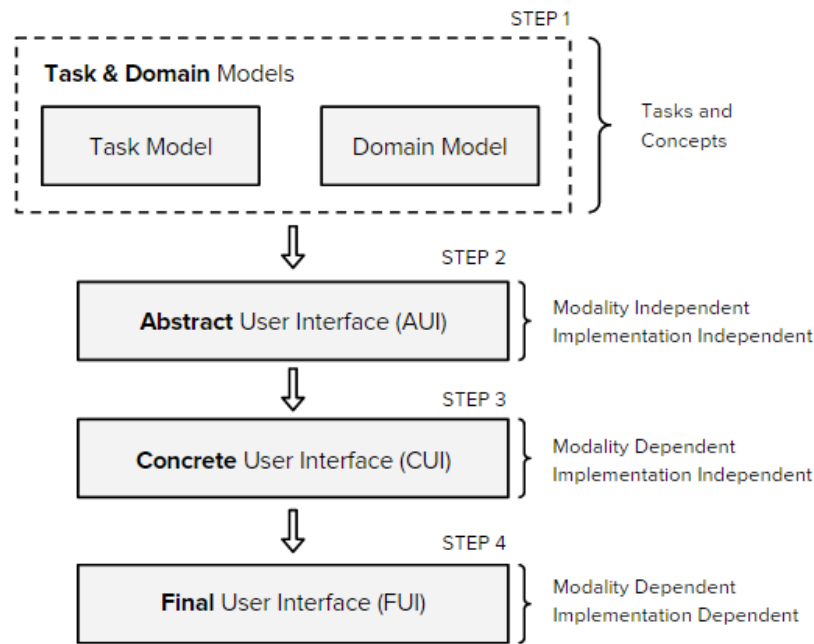 STEP 1
Task & Domain Models
Task Model
Domain Model
Tasks and
Concepts
STEP 2
Abstract User Interface (AUI)
Modality Independent
Implementation Independent
STEP 3
Concrete User Interface (CUI)
Modality Dependent
Implementation Independent
STEP 4
Final User Interface (FUI)
Modality Dependent
Implementation Dependent